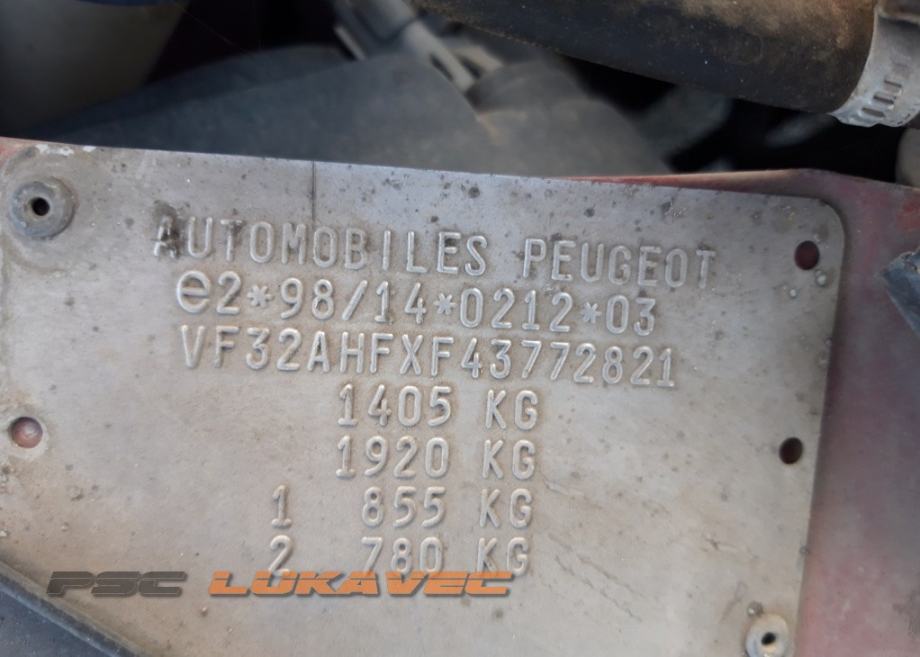 AUTOMOBILES PEUGEOT
e2*98/14*0212*03
VF32AHFXF43772821
1405 KG
1920 KG
1 855 KG
2 780 KG
PSC LUKAVEC